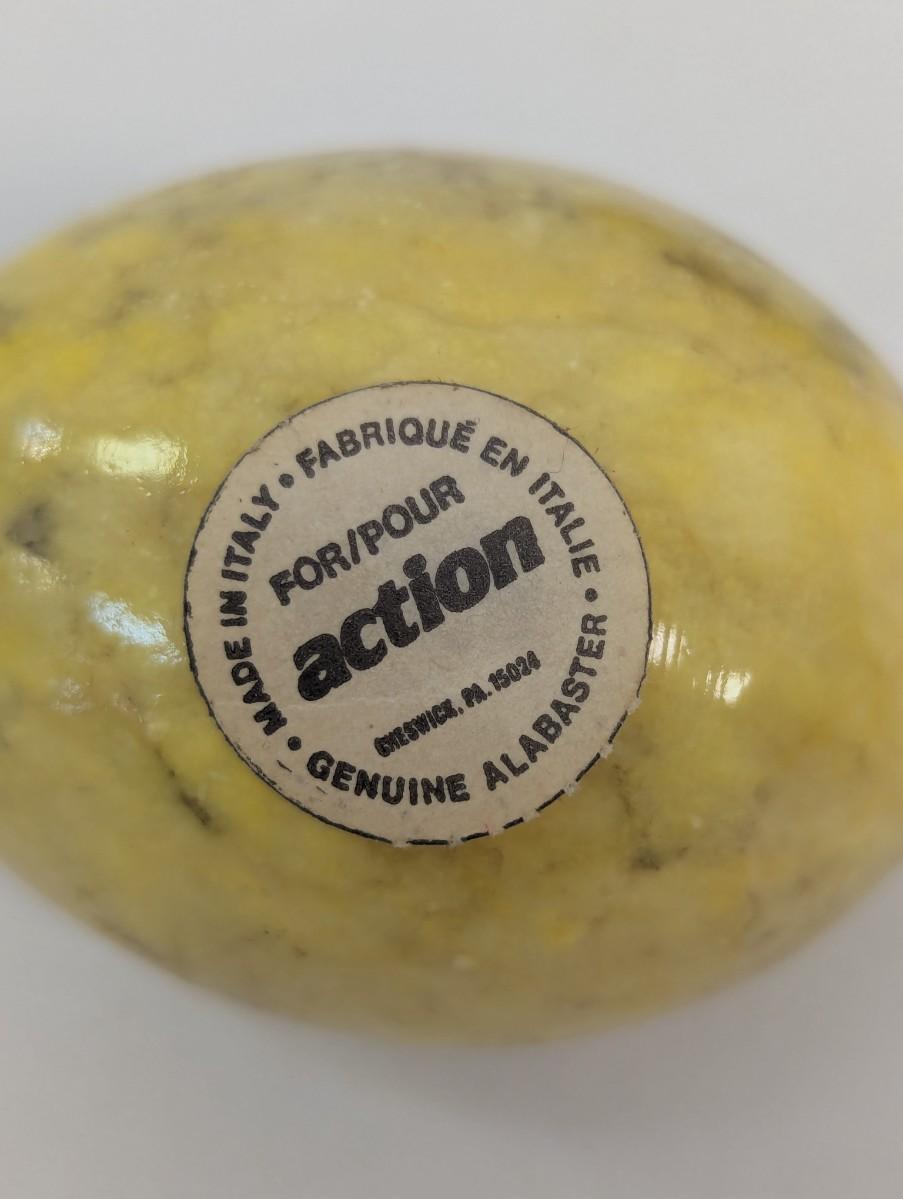 MADE IN ITALY • FABRIQUÉ EN ITALIE •
FOR/POUR
action
CHESWICK, PA. 15024
GENUINE ALABASTER •